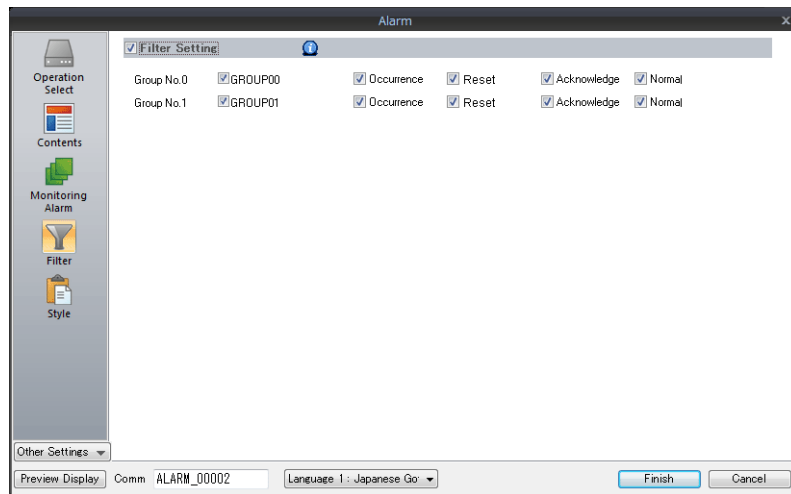 Alarm
x
Filter Setting
i
Operation
Select
Contents
Monitoring
Alarm
Filter
Style
Group No.0 GROUP00 Occurrence Reset Acknowledge Normal
Group No.1 GROUP01 Occurrence Reset Acknowledge Normal
Other Settings
Preview Display Comm ALARM_00002 Language 1 : Japanese Go Finish Cancel